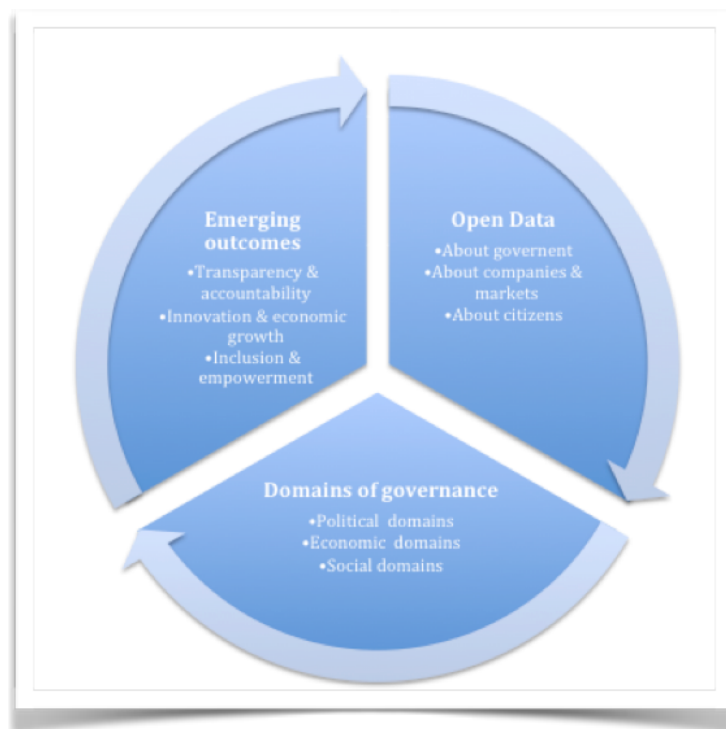 Emerging
outcomes
•Transparency &
accountability
•Innovation & economic
growth
•Inclusion &
empowerment
Open Data
•About governent
•About companies &
markets
•About citizens
Domains of governance
•Political domains
•Economic domains
•Social domains